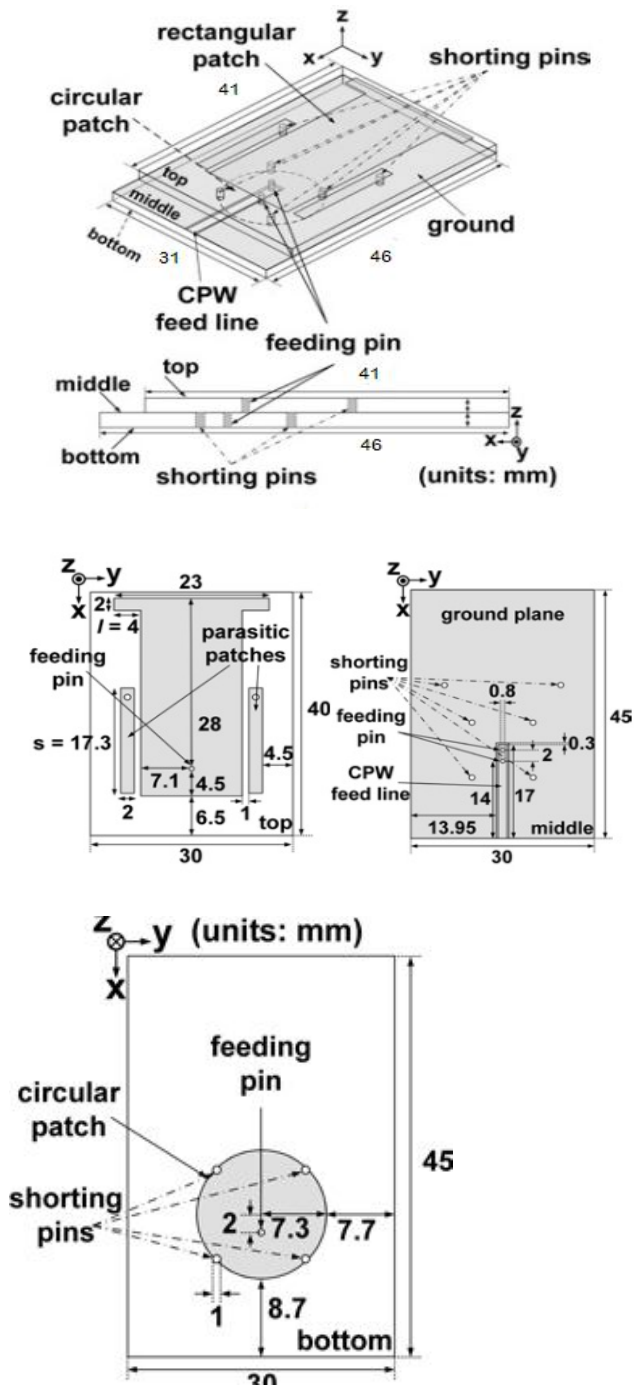 z
rectangular
patch
x
y
shorting pins
41
circular
patch
top
middle
bottom
ground
31
46
CPW
feed line
feeding pin
top
41
middle
z
bottom
46
x
y
shorting pins
(units: mm)
z
y
x
23
2
l = 4
parasitic
patches
feeding
pin
28
40
s = 17.3
4.5
7.1
4.5
2
1
6.5
top
30
z
y
x
ground plane
shorting
pins
0.8
45
feeding
pin
0.3
2
CPW
feed line
14
17
13.95
middle
30
z
y
(units: mm)
x
feeding
pin
circular
patch
45
shorting
pins
2
7.3
7.7
1
8.7
bottom
30